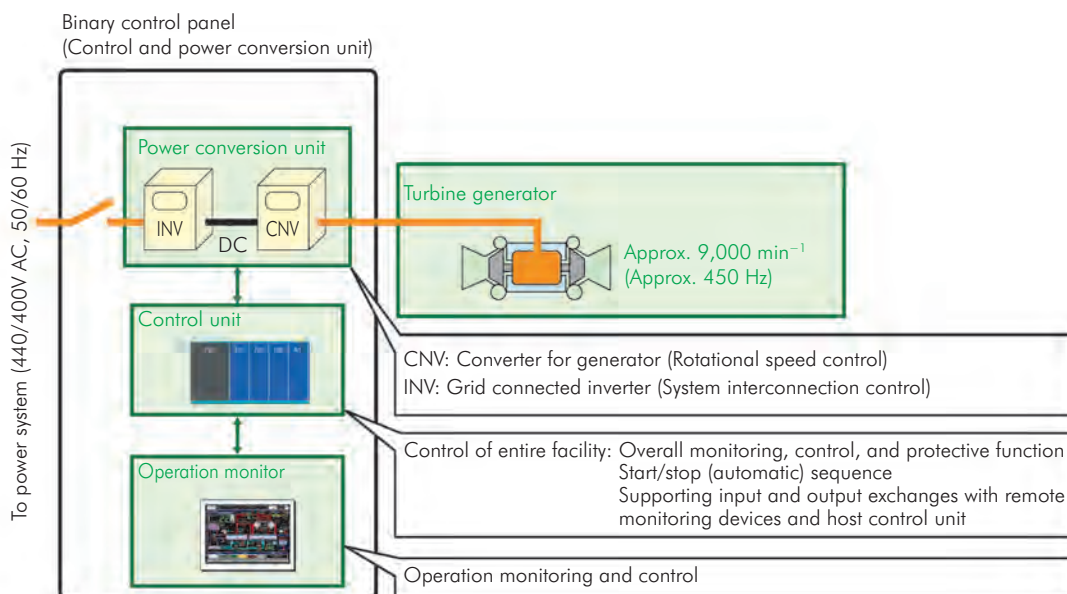 Binary control panel
(Control and power conversion unit)
To power system (440/400V AC, 50/60 Hz)
Power conversion unit
INV
DC
CNV
Turbine generator
Approx. 9,000 min⁻¹
(Approx. 450 Hz)
Control unit
CNV: Converter for generator (Rotational speed control)
INV: Grid connected inverter (System interconnection control)
Control of entire facility: Overall monitoring, control, and protective function
Start/stop (automatic) sequence
Supporting input and output exchanges with remote
monitoring devices and host control unit
Operation monitor
Operation monitoring and control